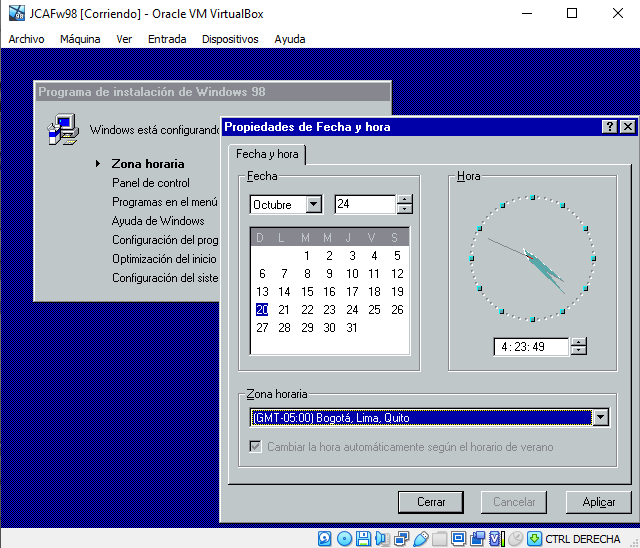 JCAFw98 [Corriendo] - Oracle VM VirtualBox
Archivo Máquina Ver Entrada Dispositivos Ayuda
Programa de instalación de Windows 98
Windows está configurando
Zona horaria
Panel de control
Programas en el menú
Ayuda de Windows
Configuración del prog
Optimización del inicio
Configuración del siste
Propiedades de Fecha y hora
Fecha y hora
Fecha
Octubre 24
D L M M J V S
1 2 3 4 5
6 7 8 9 10 11 12
13 14 15 16 17 18 19
20 21 22 23 24 25 26
27 28 29 30 31
Hora
4:23:49
Zona horaria
(GMT-05:00) Bogotá, Lima, Quito
Cambiar la hora automáticamente según el horario de verano
Cerrar Cancelar Aplicar
CTRL DERECHA